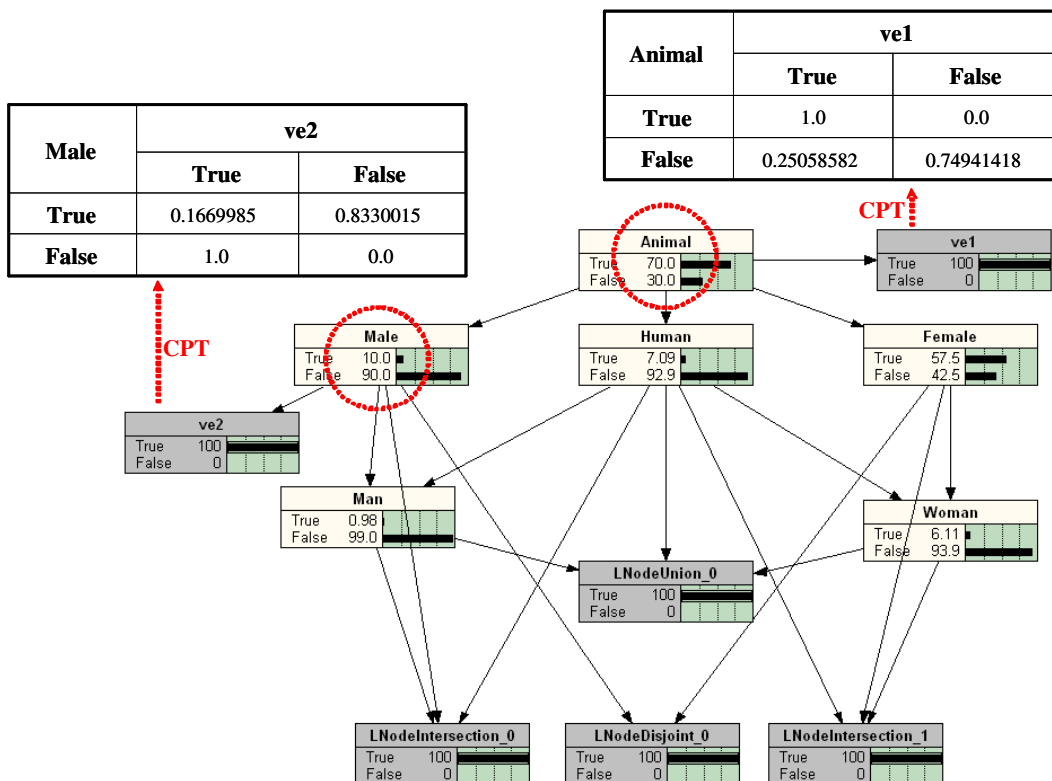 Animal
ve1
True
False
True
1.0
0.0
False
0.25058582
0.74941418
Male
ve2
True
False
True
0.1669985
0.8330015
False
1.0
0.0
CPT
CPT
Animal
True 70.0
False 30.0
ve1
True 100
False 0
Male
True 10.0
False 90.0
Human
True 7.09
False 92.9
Female
True 57.5
False 42.5
ve2
True 100
False 0
Man
True 0.98
False 99.0
Woman
True 6.11
False 93.9
LNodeUnion_0
True 100
False 0
LNodeIntersection_0
True 100
False 0
LNodeDisjoint_0
True 100
False 0
LNodeIntersection_1
True 100
False 0